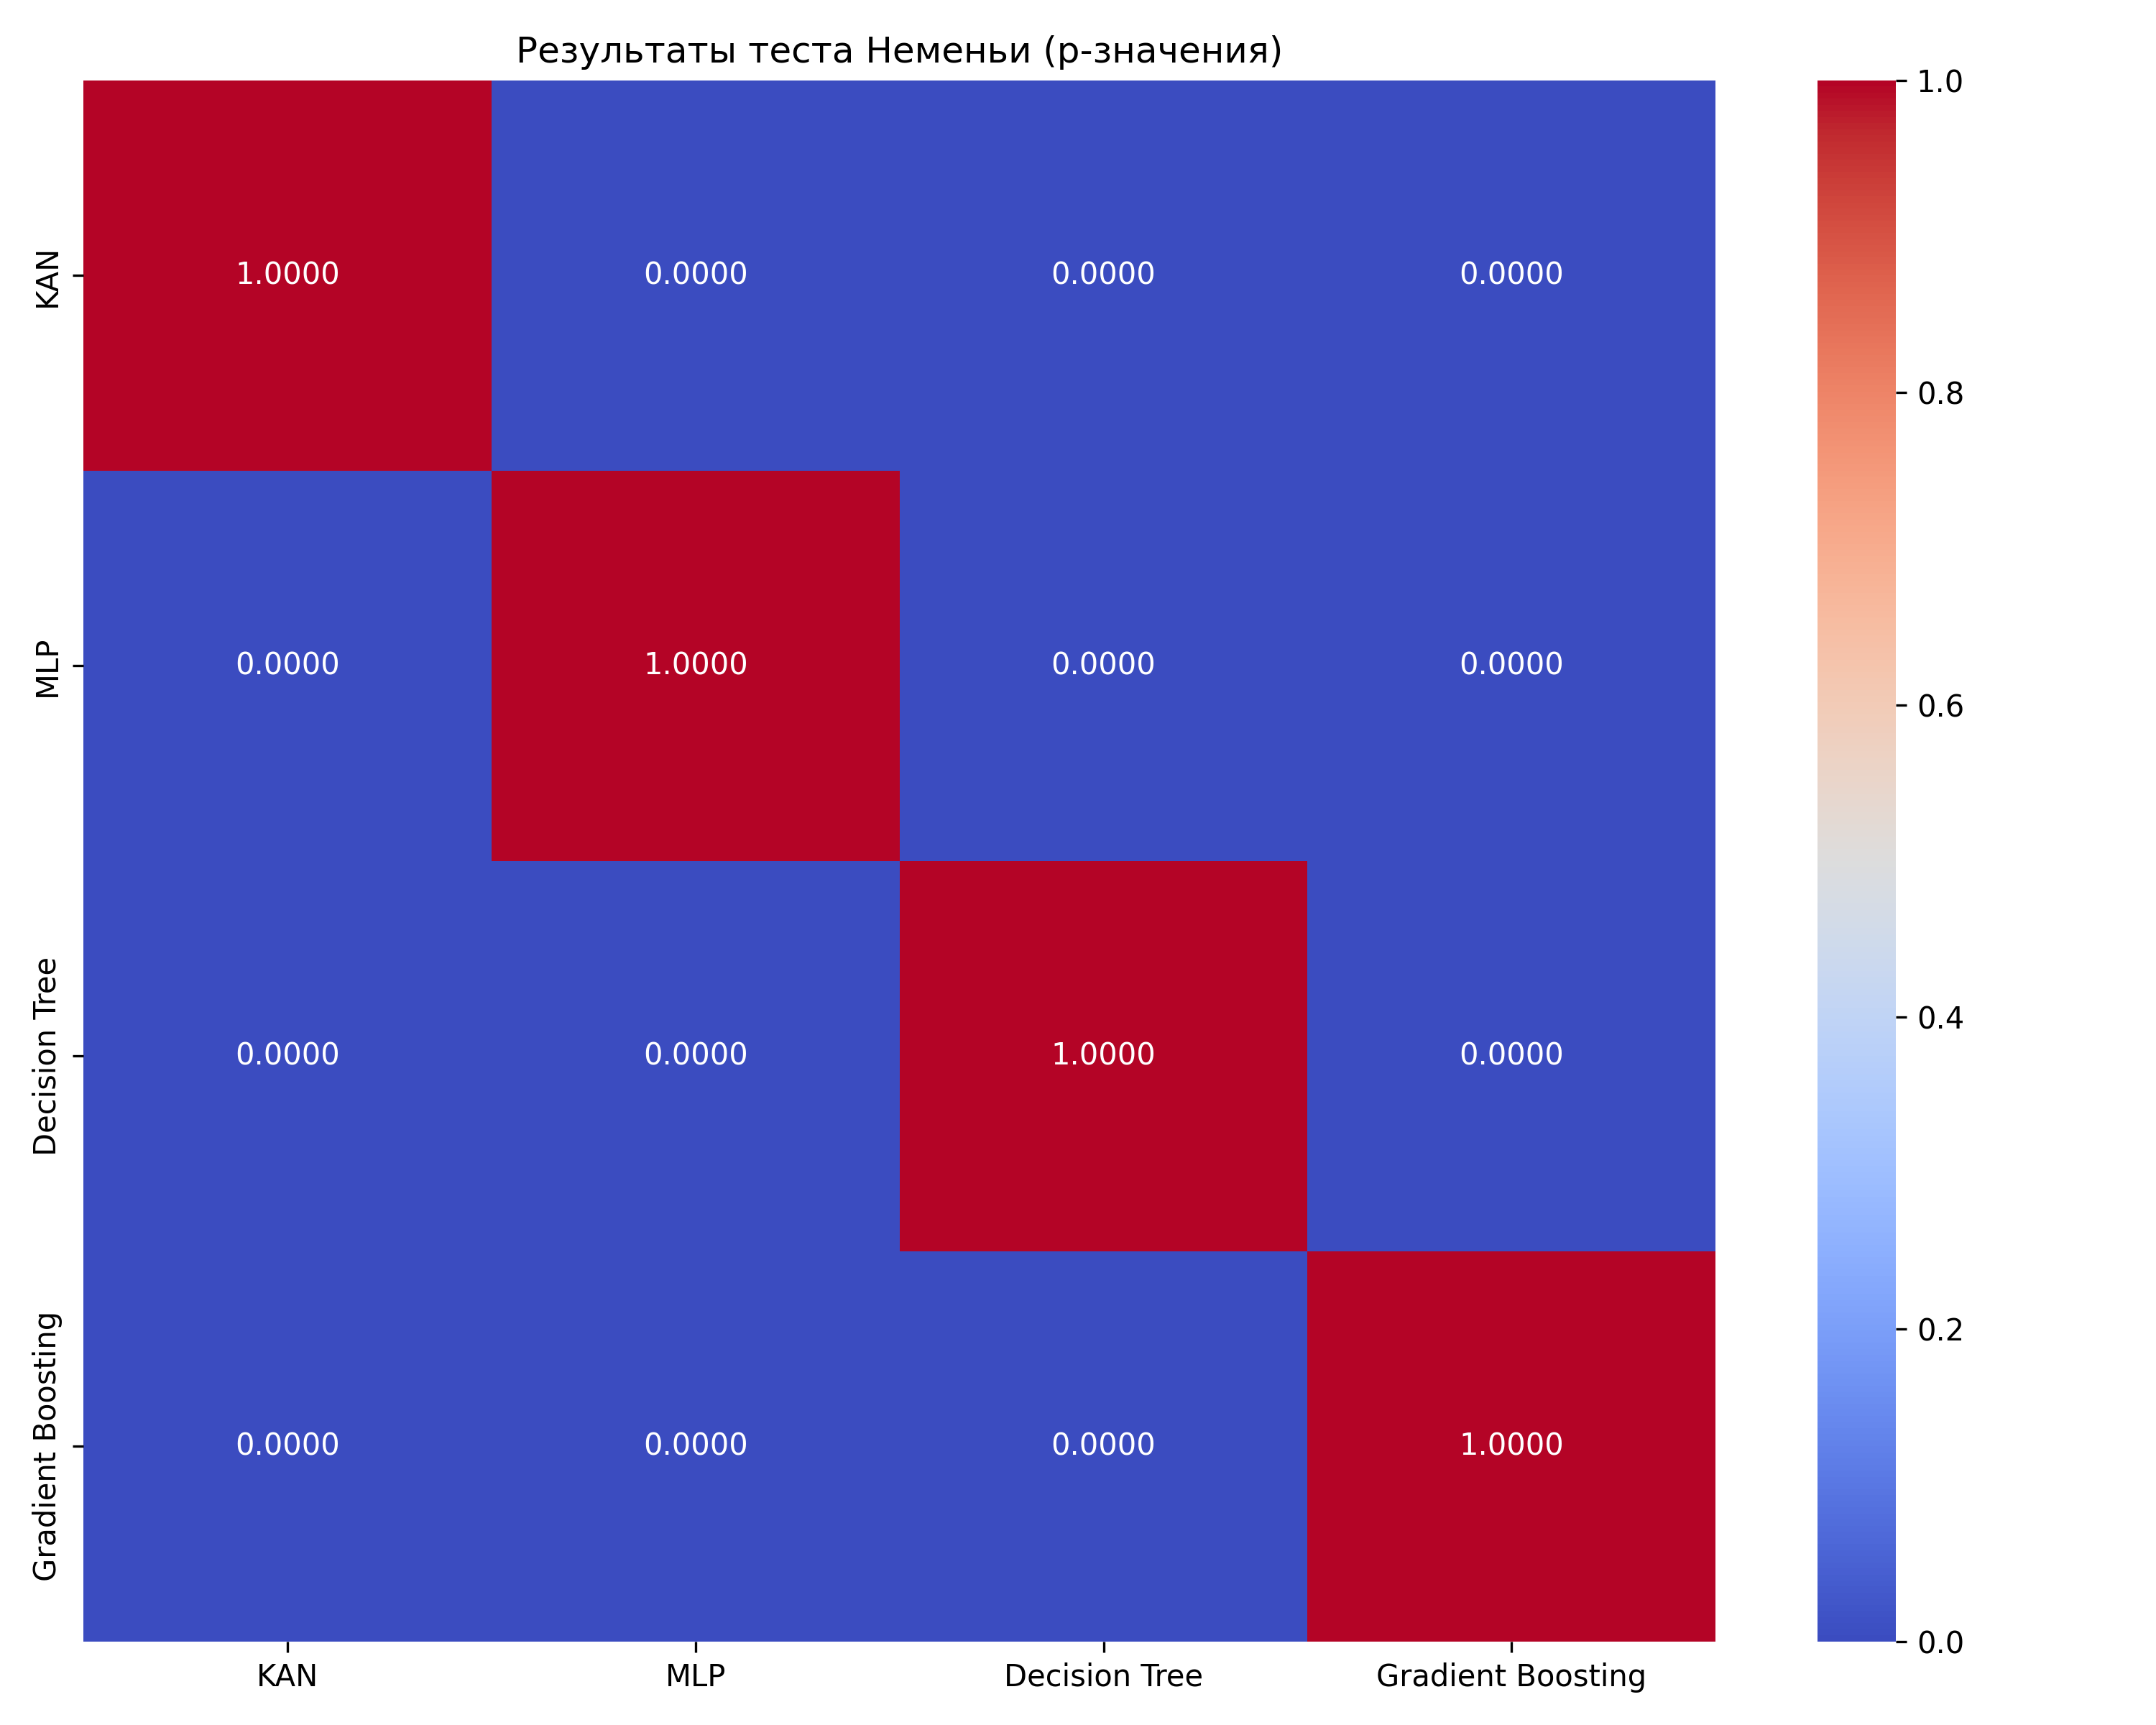 Результаты теста Неменьи (p-значения)
KAN
1.0000 0.0000 0.0000 0.0000
MLP
0.0000 1.0000 0.0000 0.0000
Decision Tree
0.0000 0.0000 1.0000 0.0000
Gradient Boosting
0.0000 0.0000 0.0000 1.0000
KAN MLP Decision Tree Gradient Boosting
1.0
0.8
0.6
0.4
0.2
0.0